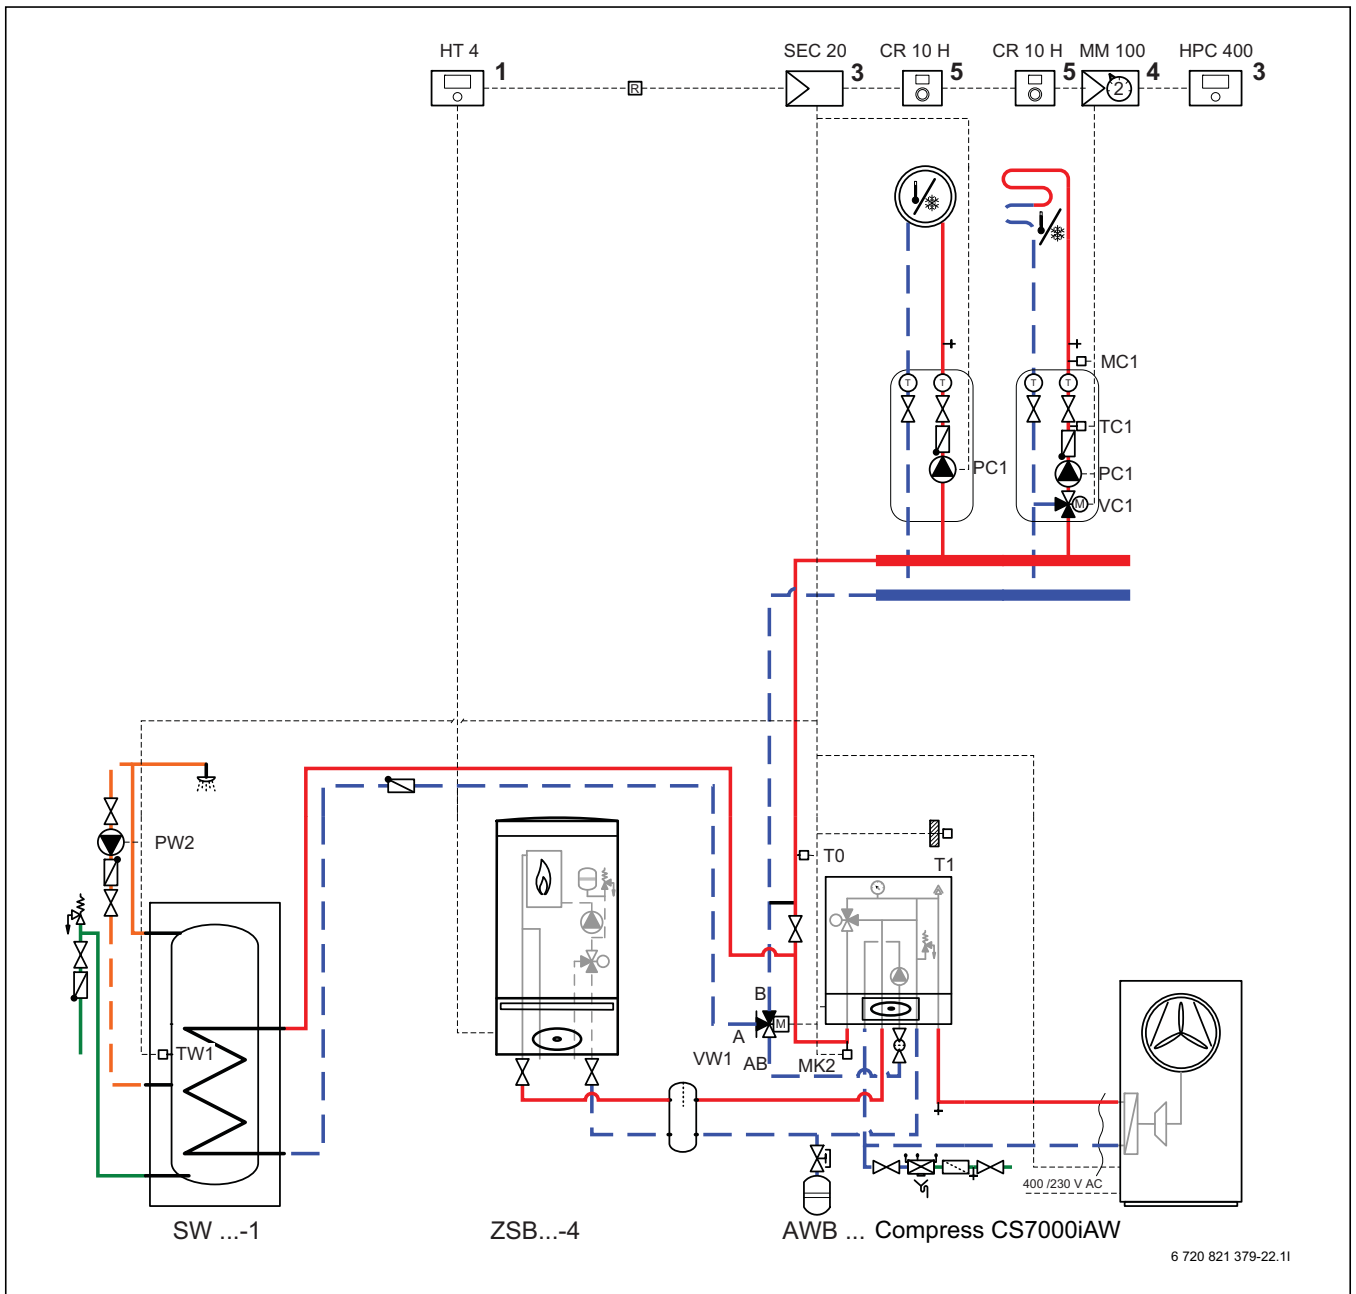 HT 4
SEC 20
CR 10 H
CR 10 H
MM 100
HPC 400
1
R
3
5
5
2
4
3
MC1
T
T
T
T
TC1
PC1
PC1
M
VC1
PW2
T0
T1
B
M
A
VW1
AB
MK2
TW1
400 /230 V AC
SW ...-1
ZSB...-4
AWB ...
Compress CS7000iAW
6 720 821 379-22.1I